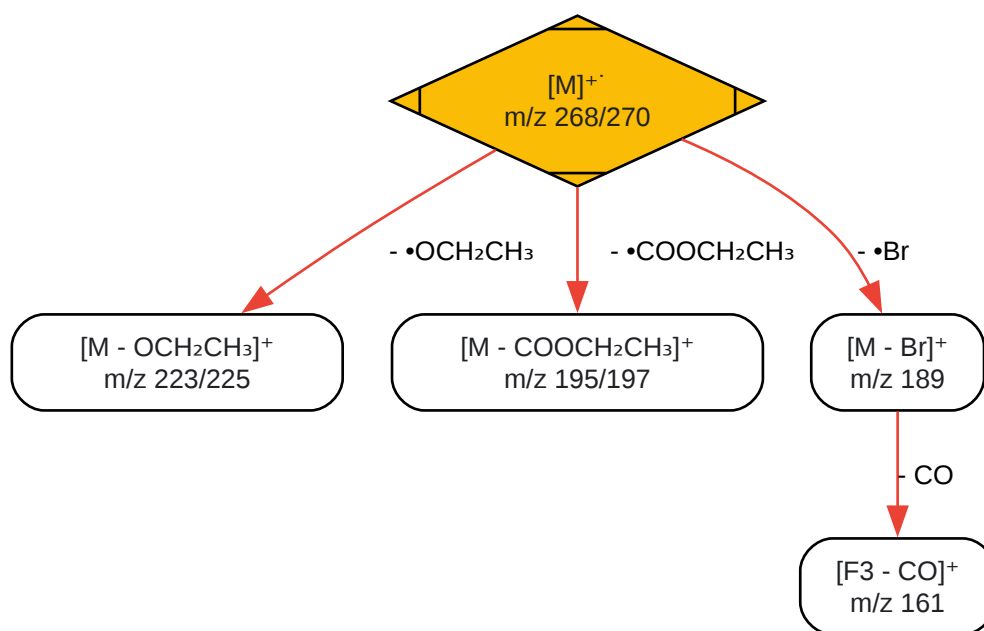 [M]⁺˙
m/z 268/270
- •OCH₂CH₃
- •COOCH₂CH₃
- •Br
[M - OCH₂CH₃]⁺
m/z 223/225
[M - COOCH₂CH₃]⁺
m/z 195/197
[M - Br]⁺
m/z 189
- CO
[F3 - CO]⁺
m/z 161